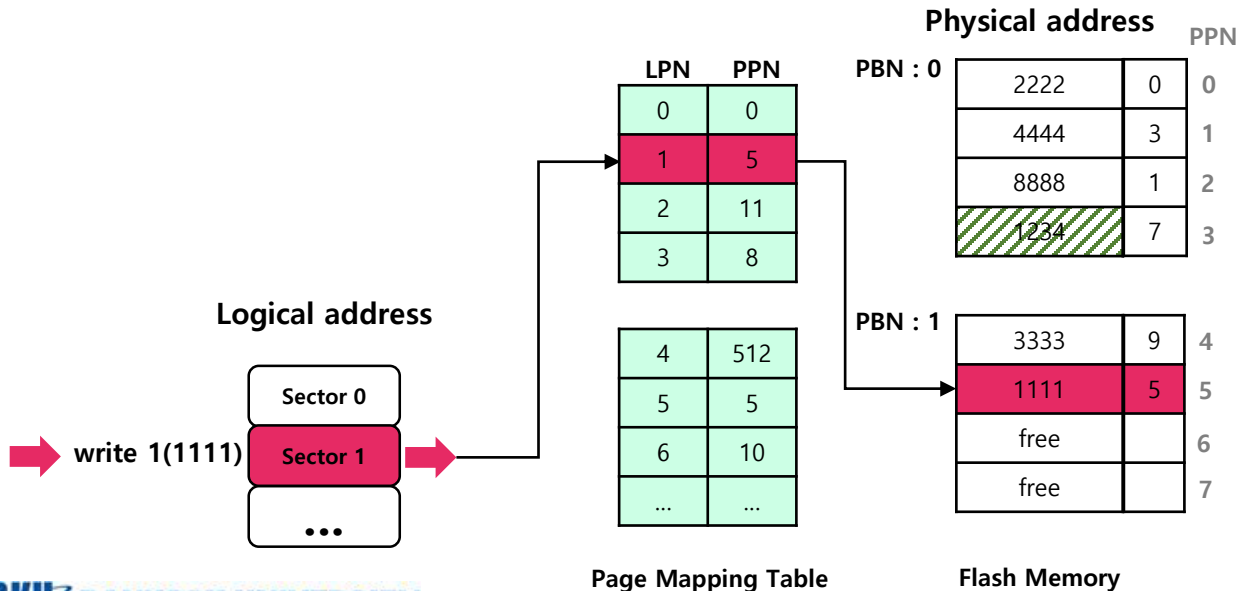 Physical address
PPN
LPN PPN
PBN : 0
0 0
1 5
2 11
3 8
2222 0 0
4444 3 1
8888 1 2
1234 7 3
Logical address
PBN : 1
4 512
5 5
6 10
... ...
3333 9 4
1111 5 5
free 6
free 7
write 1(1111)
Sector 0
Sector 1
...
Page Mapping Table
Flash Memory